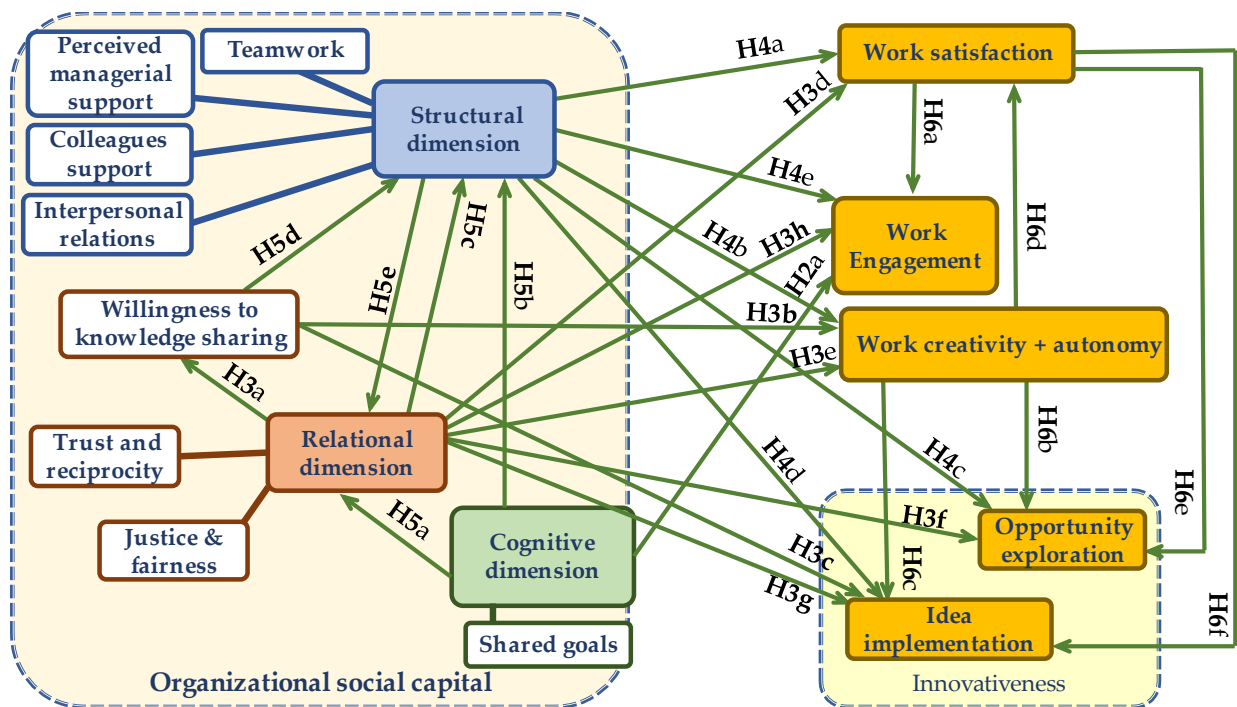 Perceived
managerial
support
Teamwork
Colleagues
support
Interpersonal
relations
Structural
dimension
Willingness to
knowledge sharing
Trust and
reciprocity
Justice &
fairness
Relational
dimension
Cognitive
dimension
Shared goals
Organizational social capital
H5d
H5e
H5c
H5b
H3a
H5a
H4a
H3d
H4e
H4b
H3h
H2a
H3b
H3e
H4d
H4c
H3f
H3c
H3g
H6a
H6d
H6b
H6c
H6e
H6f
Work satisfaction
Work
Engagement
Work creativity + autonomy
Opportunity
exploration
Idea
implementation
Innovativeness